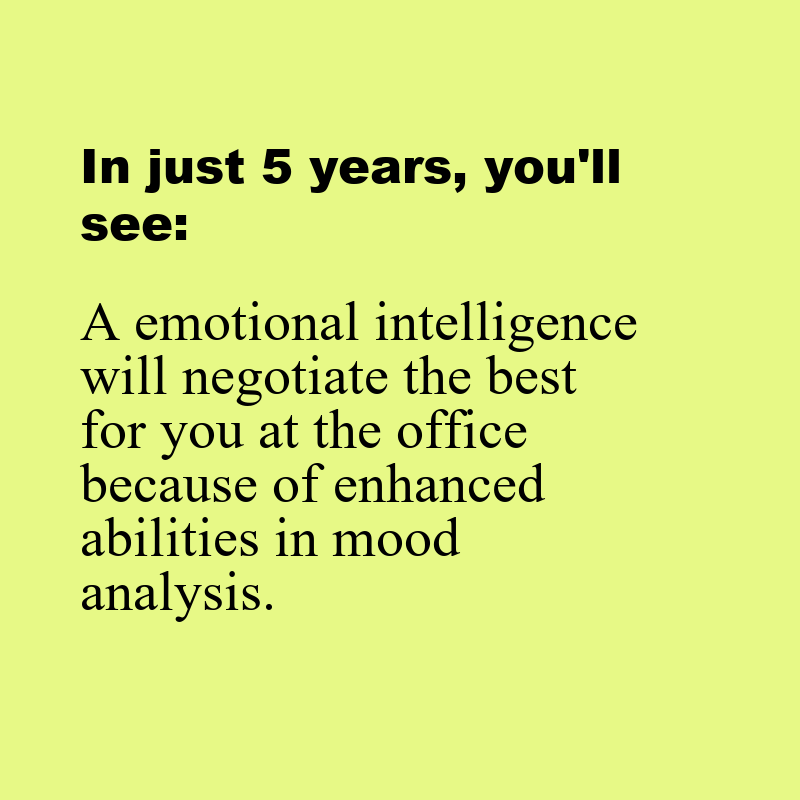 In just 5 years, you'll
see:
A emotional intelligence
will negotiate the best
for you at the office
because of enhanced
abilities in mood
analysis.